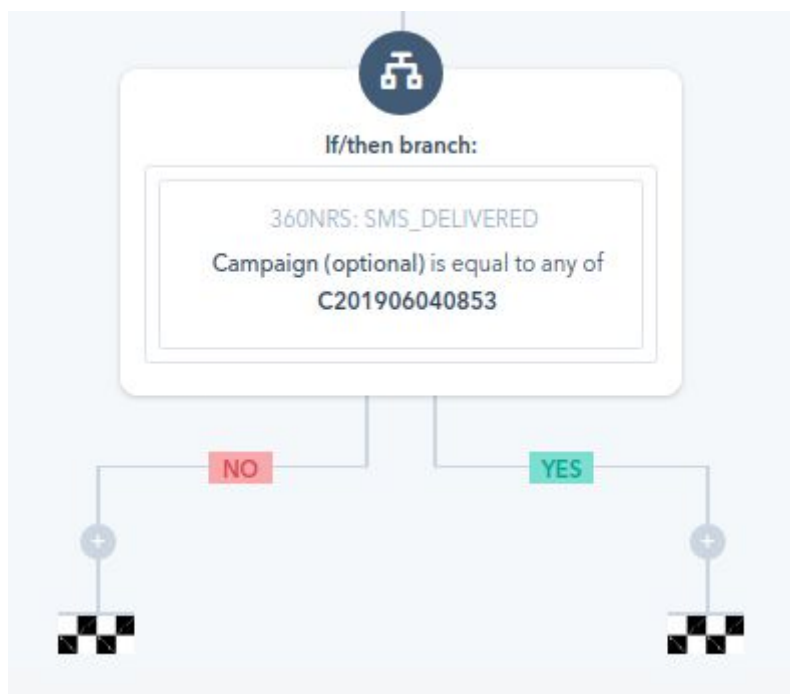 If/then branch:
360NRS: SMS_DELIVERED
Campaign (optional) is equal to any of
C201906040853
NO
YES